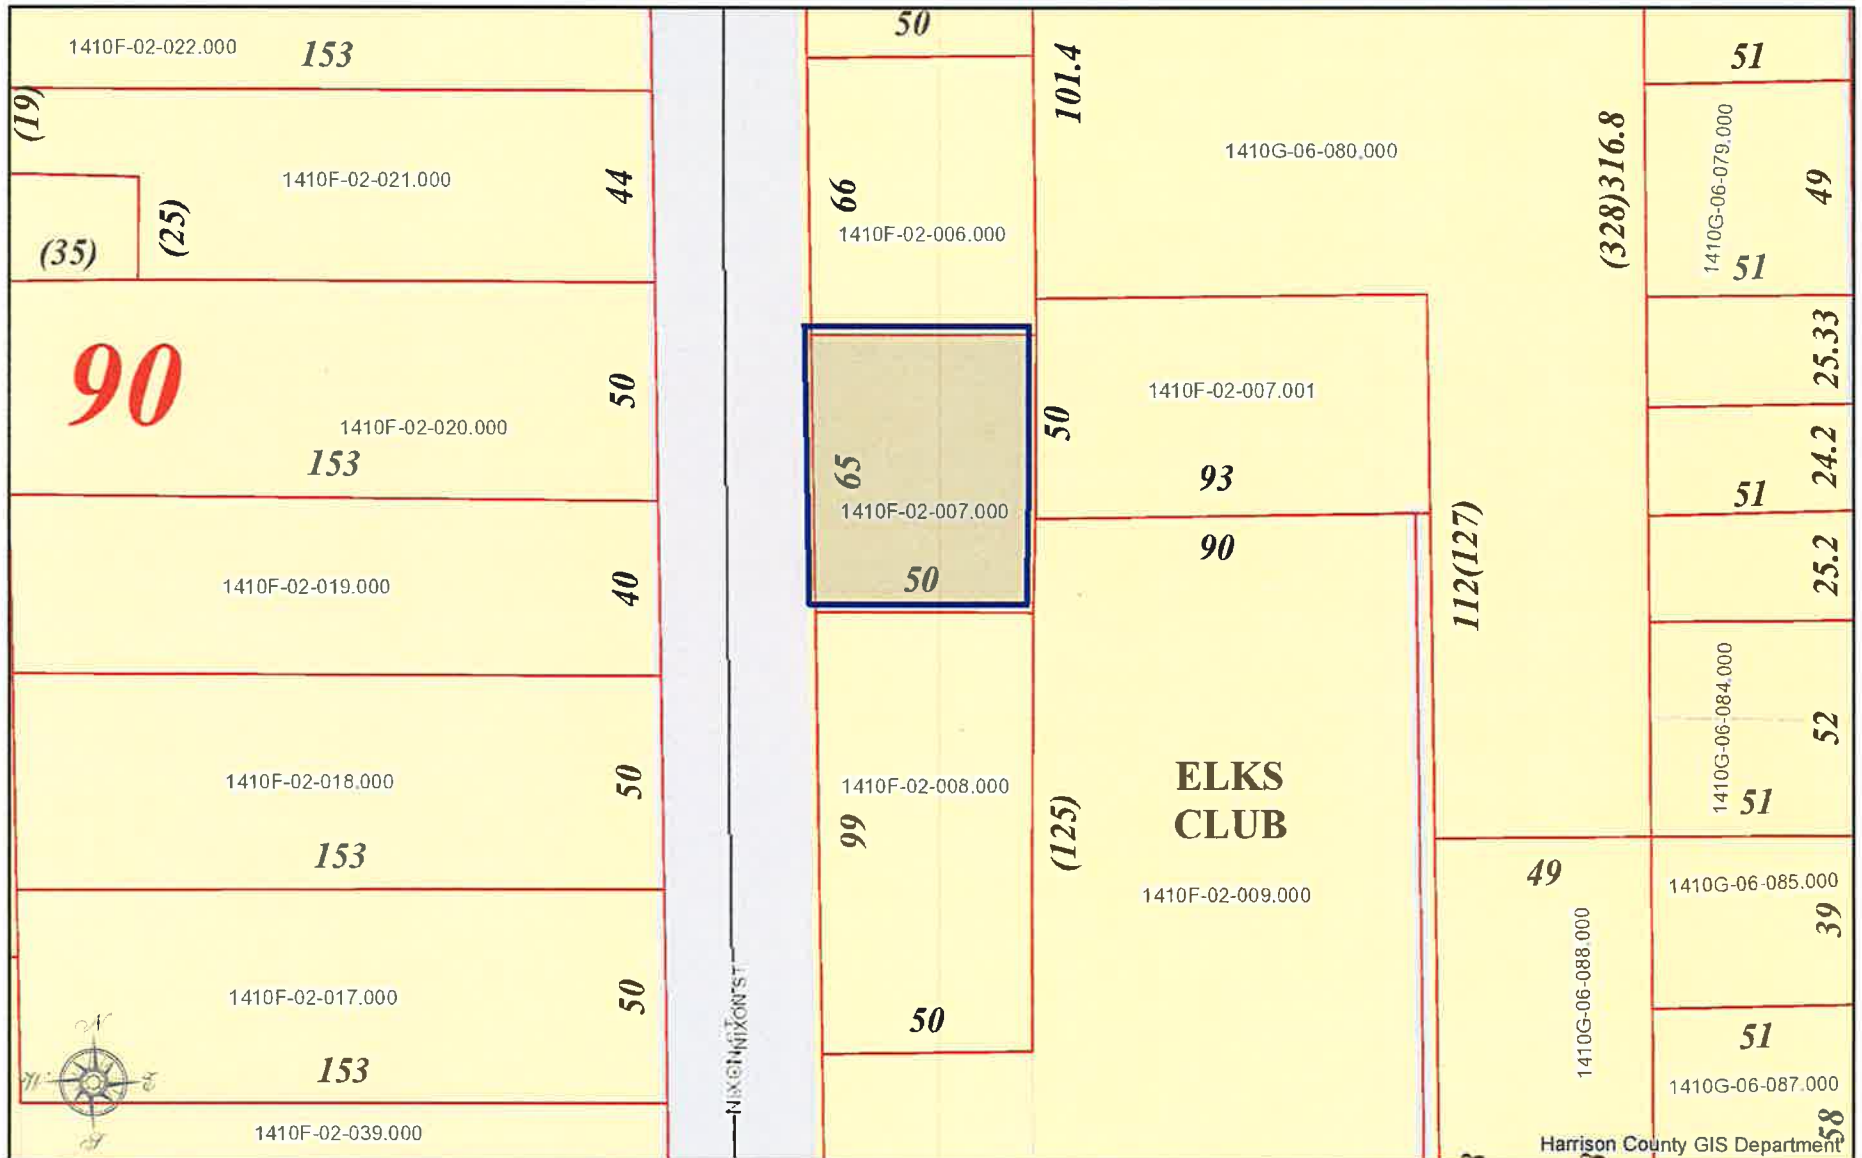 1410F-02-022.000
153
(19)
1410F-02-021.000
44
(25)
(35)
90
50
1410F-02-020.000
153
1410F-02-019.000
40
1410F-02-018.000
50
153
1410F-02-017.000
50
153
1410F-02-039.000
N
W
E
S
NIXON ST
NIXON ST
50
101.4
66
1410F-02-006.000
65
1410F-02-007.000
50
1410F-02-008.000
99
50
(125)
1410G-06-080.000
1410F-02-007.001
50
93
90
112(127)
ELKS
CLUB
1410F-02-009.000
(328)316.8
51
1410G-06-079.000
49
51
25.33
24.2
51
25.2
1410G-06-084.000
52
51
49
1410G-06-088.000
1410G-06-085.000
39
51
1410G-06-087.000
58
Harrison County GIS Department